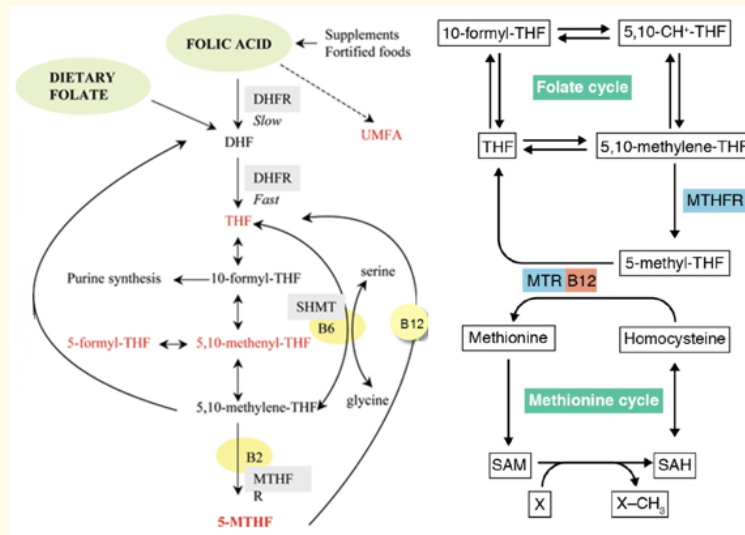 FOLIC ACID
Supplements
Fortified foods
DIETARY
FOLATE
DHFR
Slow
UMFA
DHF
DHFR
Fast
THF
Purine synthesis
10-formyl-THF
serine
SHMT
B6
B12
5-formyl-THF
5,10-methenyl-THF
glycine
5,10-methylene-THF
B2
MTHF
R
5-MTHF
10-formyl-THF
5,10-CH⁺-THF
Folate cycle
THF
5,10-methylene-THF
MTHFR
5-methyl-THF
MTR B12
Methionine
Homocysteine
Methionine cycle
SAM
SAH
X
X–CH₃